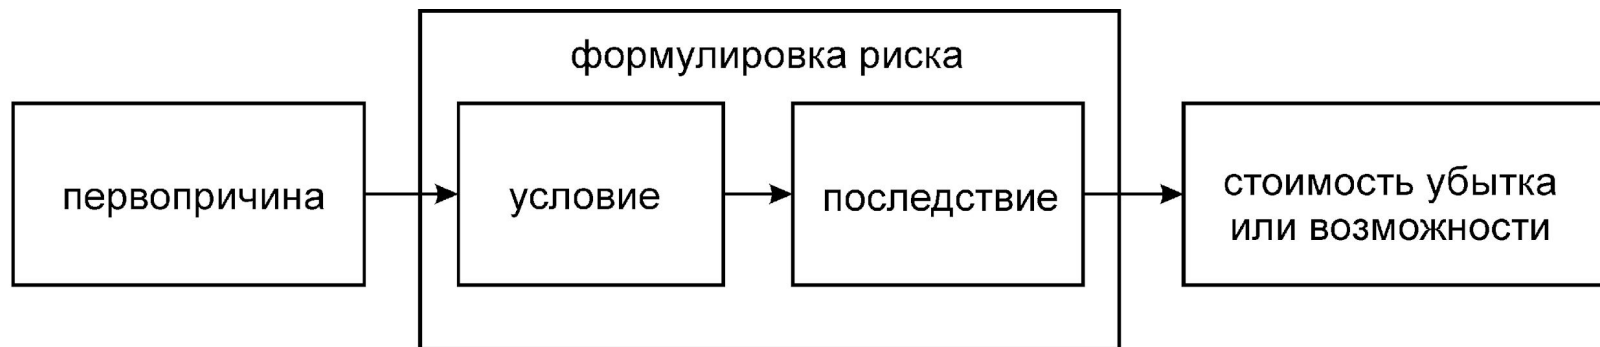 формулировка риска
первопричина
условие
последствие
стоимость убытка
или возможности